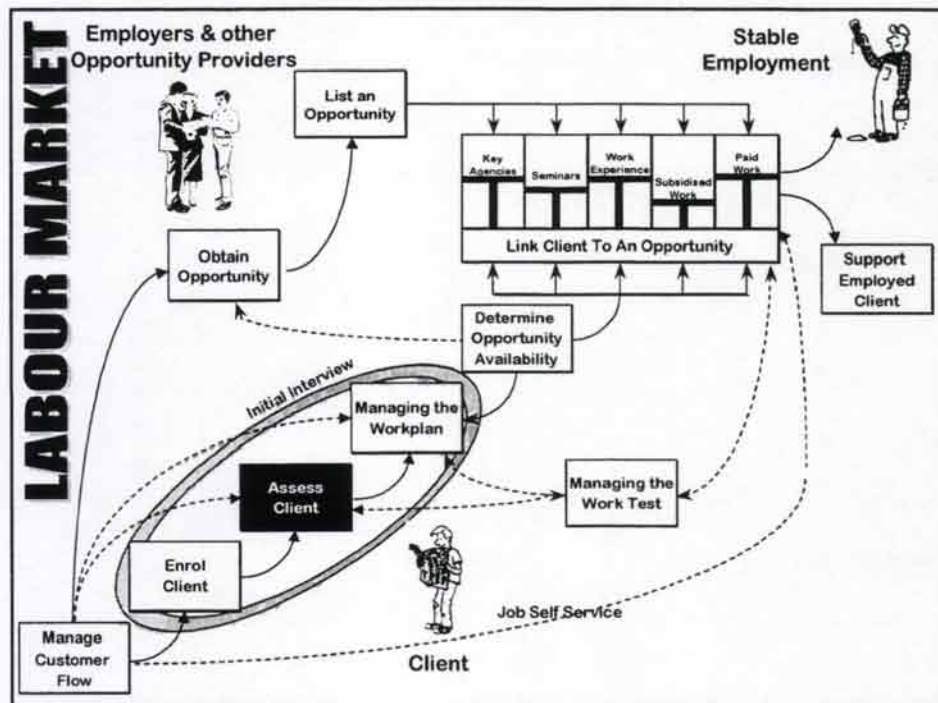 LABOUR MARKET
Employers & other
Opportunity Providers
Stable
Employment
List an
Opportunity
Key
Agencies
Seminars
Work
Experience
Subsidised
Work
Paid
Work
Link Client To An Opportunity
Obtain
Opportunity
Support
Employed
Client
Determine
Opportunity
Availability
Initial Interview
Managing the
Workplan
Assess
Client
Managing the
Work Test
Enrol
Client
Job Self Service
Manage
Customer
Flow
Client